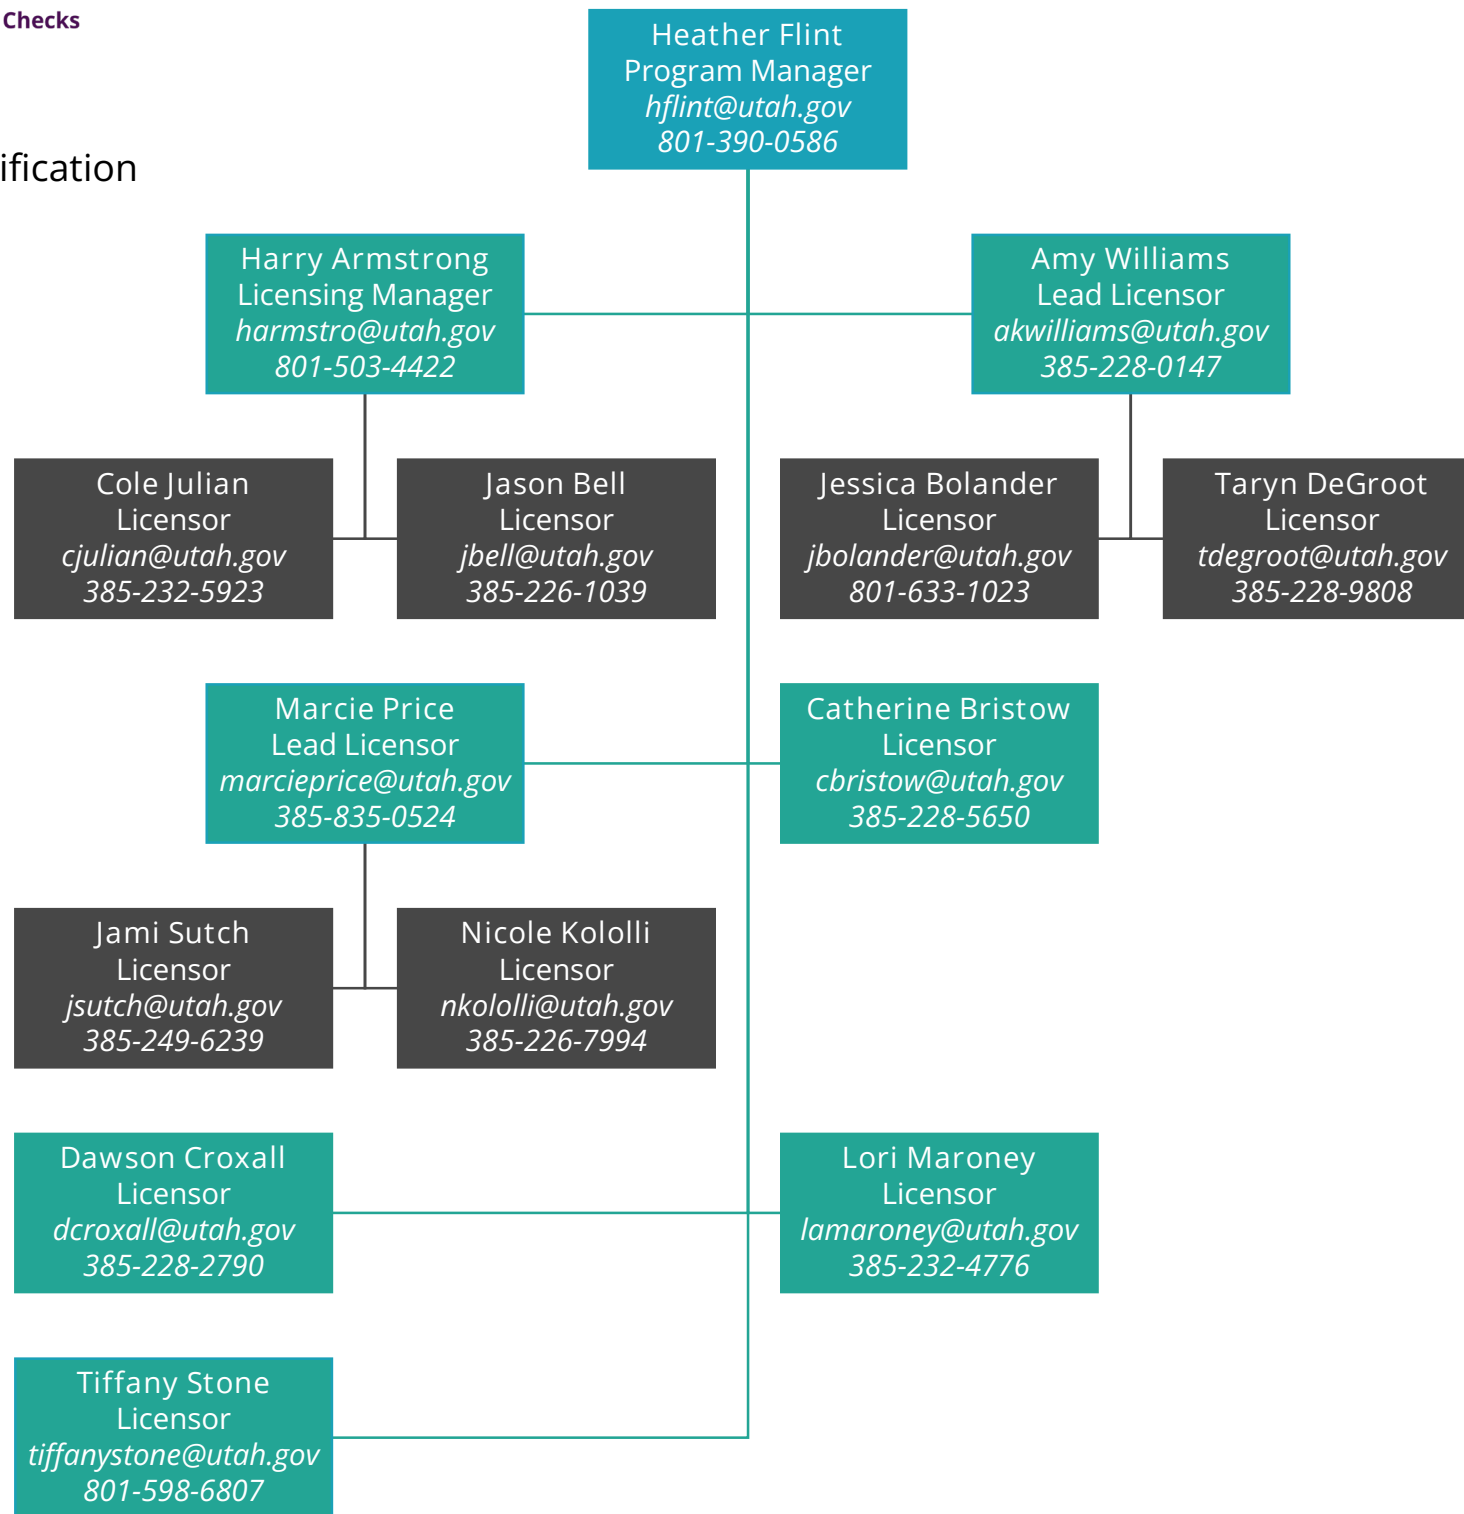 Checks
Heather Flint
Program Manager
hflint@utah.gov
801-390-0586
ification
Harry Armstrong
Licensing Manager
harmstro@utah.gov
801-503-4422
Amy Williams
Lead Licensor
akwilliams@utah.gov
385-228-0147
Cole Julian
Licensor
cjulian@utah.gov
385-232-5923
Jason Bell
Licensor
jbell@utah.gov
385-226-1039
Jessica Bolander
Licensor
jbolander@utah.gov
801-633-1023
Taryn DeGroot
Licensor
tdegroot@utah.gov
385-228-9808
Marcie Price
Lead Licensor
marcieprice@utah.gov
385-835-0524
Catherine Bristow
Licensor
cbristow@utah.gov
385-228-5650
Jami Sutch
Licensor
jsutch@utah.gov
385-249-6239
Nicole Kololli
Licensor
nkololli@utah.gov
385-226-7994
Dawson Croxall
Licensor
dcroxall@utah.gov
385-228-2790
Lori Maroney
Licensor
lamaroney@utah.gov
385-232-4776
Tiffany Stone
Licensor
tiffanystone@utah.gov
801-598-6807